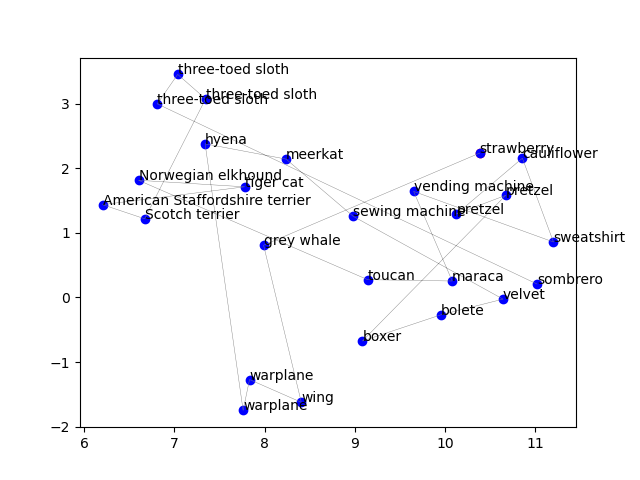 three-toed sloth
three-toed sloth
three-toed sloth
hyena
meerkat
strawberry
cauliflower
Norwegian elkhound
tiger cat
vending machine
pretzel
American Staffordshire terrier
Scotch terrier
sewing machine
pretzel
grey whale
sweatshirt
toucan
maraca
sombrero
velvet
bolete
boxer
warplane
wing
warplane
3
2
1
0
−1
−2
6 7 8 9 10 11